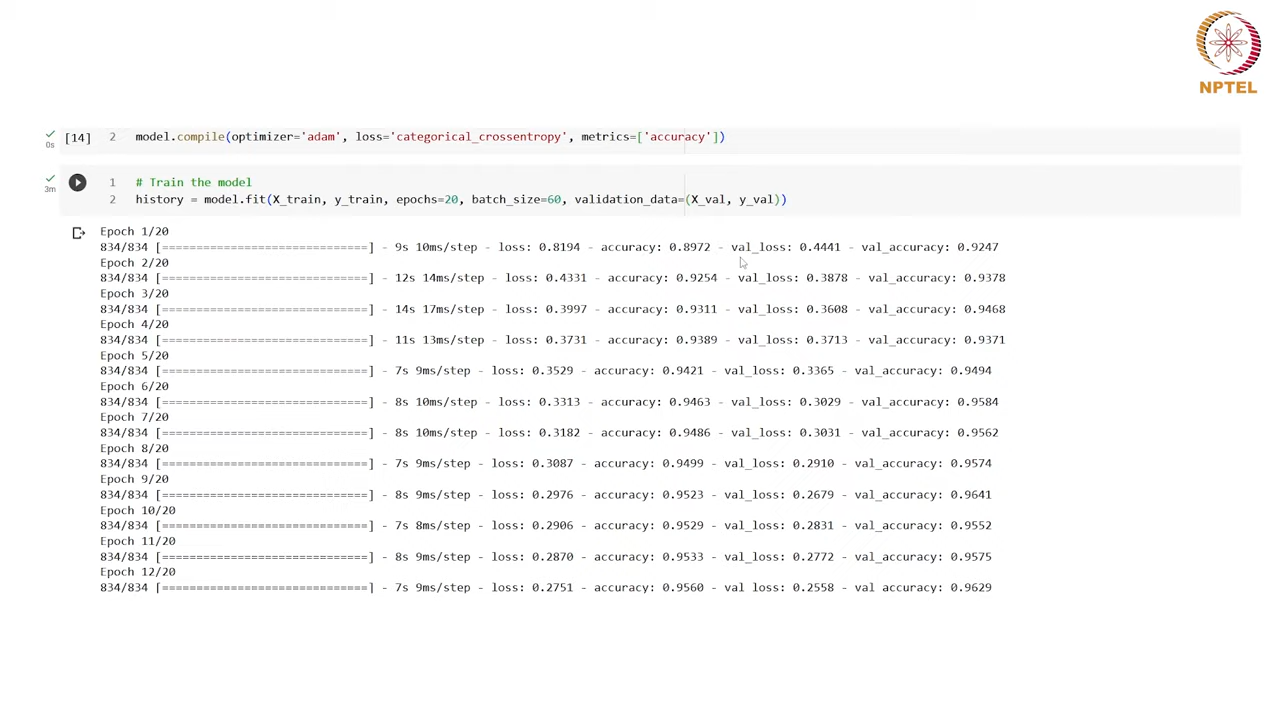 NPTEL
0s
[14] 2 model.compile(optimizer='adam', loss='categorical_crossentropy', metrics=['accuracy'])
3m
1 # Train the model
2 history = model.fit(X_train, y_train, epochs=20, batch_size=60, validation_data=(X_val, y_val))
Epoch 1/20
834/834 [==============================] - 9s 10ms/step - loss: 0.8194 - accuracy: 0.8972 - val_loss: 0.4441 - val_accuracy: 0.9247
Epoch 2/20
834/834 [==============================] - 12s 14ms/step - loss: 0.4331 - accuracy: 0.9254 - val_loss: 0.3878 - val_accuracy: 0.9378
Epoch 3/20
834/834 [==============================] - 14s 17ms/step - loss: 0.3997 - accuracy: 0.9311 - val_loss: 0.3608 - val_accuracy: 0.9468
Epoch 4/20
834/834 [==============================] - 11s 13ms/step - loss: 0.3731 - accuracy: 0.9389 - val_loss: 0.3713 - val_accuracy: 0.9371
Epoch 5/20
834/834 [==============================] - 7s 9ms/step - loss: 0.3529 - accuracy: 0.9421 - val_loss: 0.3365 - val_accuracy: 0.9494
Epoch 6/20
834/834 [==============================] - 8s 10ms/step - loss: 0.3313 - accuracy: 0.9463 - val_loss: 0.3029 - val_accuracy: 0.9584
Epoch 7/20
834/834 [==============================] - 8s 10ms/step - loss: 0.3182 - accuracy: 0.9486 - val_loss: 0.3031 - val_accuracy: 0.9562
Epoch 8/20
834/834 [==============================] - 7s 9ms/step - loss: 0.3087 - accuracy: 0.9499 - val_loss: 0.2910 - val_accuracy: 0.9574
Epoch 9/20
834/834 [==============================] - 8s 9ms/step - loss: 0.2976 - accuracy: 0.9523 - val_loss: 0.2679 - val_accuracy: 0.9641
Epoch 10/20
834/834 [==============================] - 7s 8ms/step - loss: 0.2906 - accuracy: 0.9529 - val_loss: 0.2831 - val_accuracy: 0.9552
Epoch 11/20
834/834 [==============================] - 8s 9ms/step - loss: 0.2870 - accuracy: 0.9533 - val_loss: 0.2772 - val_accuracy: 0.9575
Epoch 12/20
834/834 [==============================] - 7s 9ms/step - loss: 0.2751 - accuracy: 0.9560 - val loss: 0.2558 - val accuracy: 0.9629